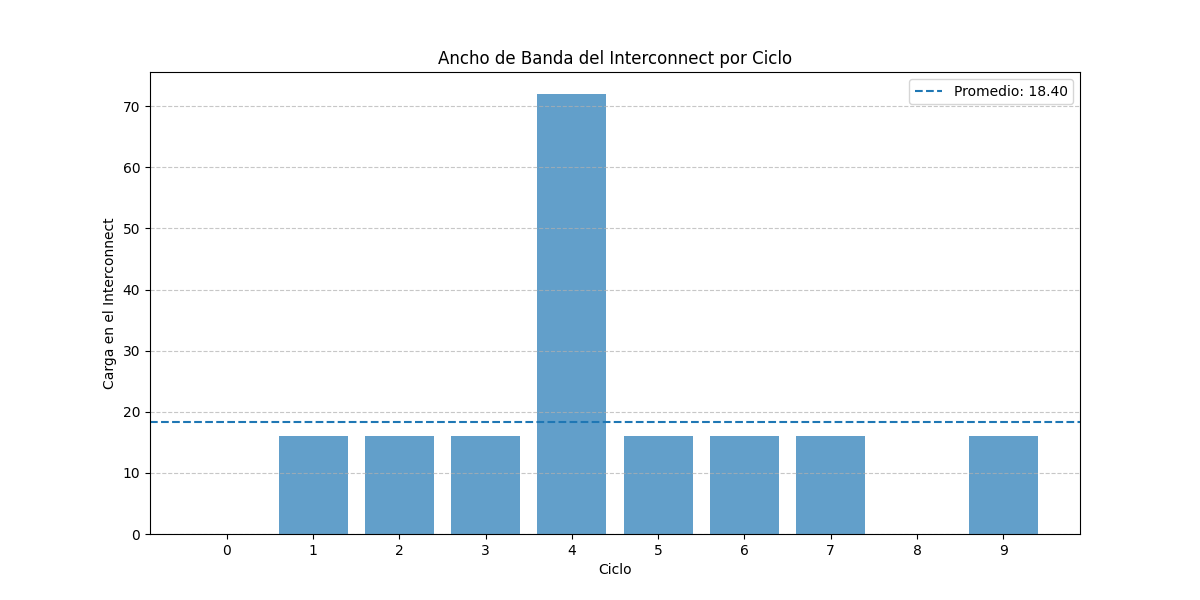 Ancho de Banda del Interconnect por Ciclo
Promedio: 18.40
Carga en el Interconnect
70
60
50
40
30
20
10
0
0 1 2 3 4 5 6 7 8 9
Ciclo